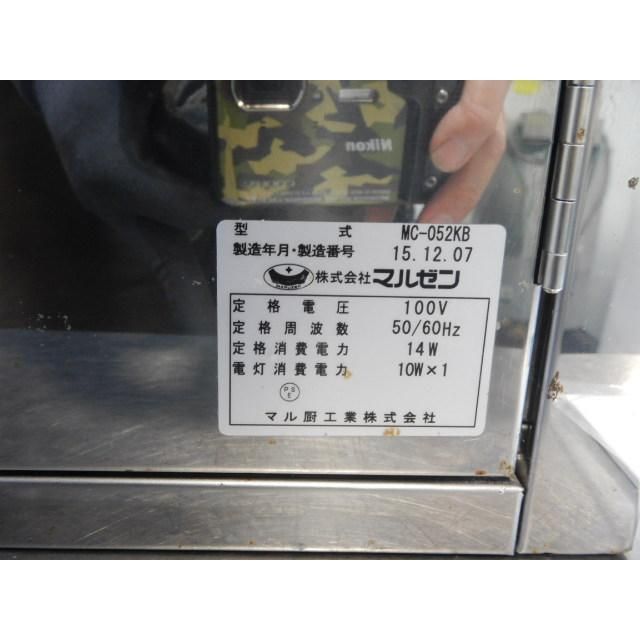 Nikon
型式 MC-052KB
製造年月・製造番号 15.12.07
株式会社マルゼン
定格電圧 100V
定格周波数 50/60Hz
定格消費電力 14W
電灯消費電力 10W×1
PSE
マル厨工業株式会社